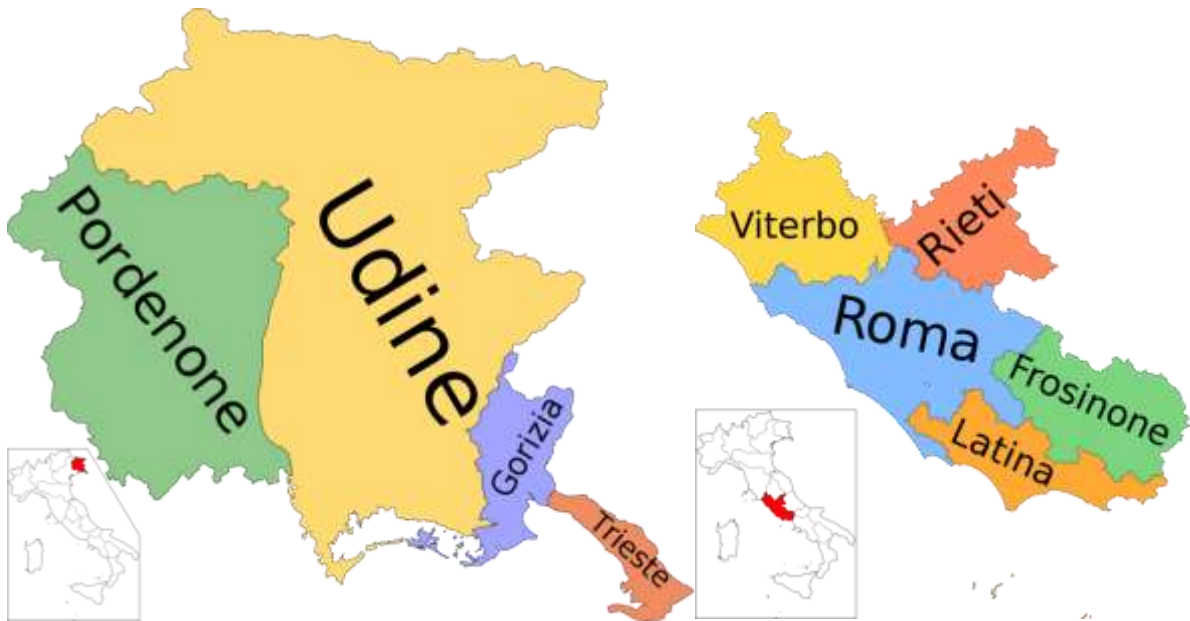 Pordenone
Udine
Gorizia
Trieste
Viterbo
Rieti
Roma
Frosinone
Latina